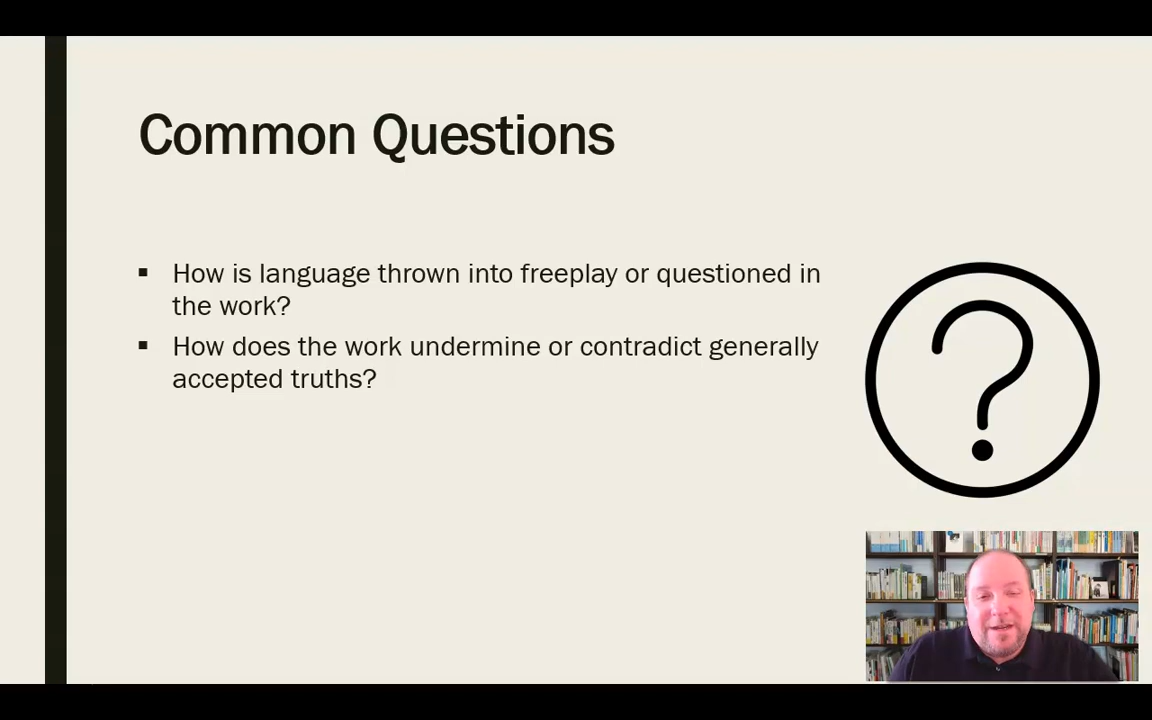 Common Questions
▪ How is language thrown into freeplay or questioned in
the work?
▪ How does the work undermine or contradict generally
accepted truths?